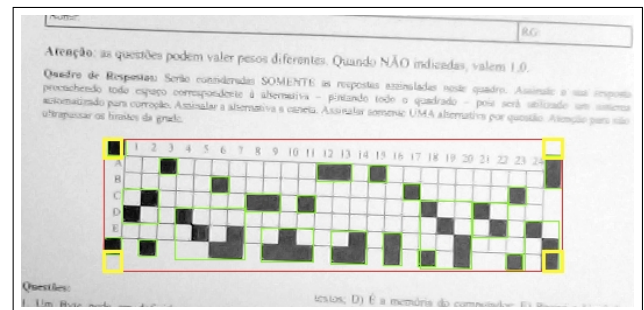 Nome:
RG:
Atenção: as questões podem valer pesos diferentes. Quando NÃO indicadas, valem 1,0.
Quadro de Respostas: Serão consideradas SOMENTE as respostas assinaladas neste quadro. Assinale a sua resposta
preenchendo todo espaço correspondente à alternativa – pintando todo o quadrado – pois será utilizado um sistema
automatizado para correção. Assinalar a alternativa a caneta. Assinalar somente UMA alternativa por questão. Atenção para não
ultrapassar os limites da grade.
1 2 3 4 5 6 7 8 9 10 11 12 13 14 15 16 17 18 19 20 21 22 23 24
A
B
C
D
E
Questões:
textos; D) É a memória do computador; E)
1. Um Byte pode ser